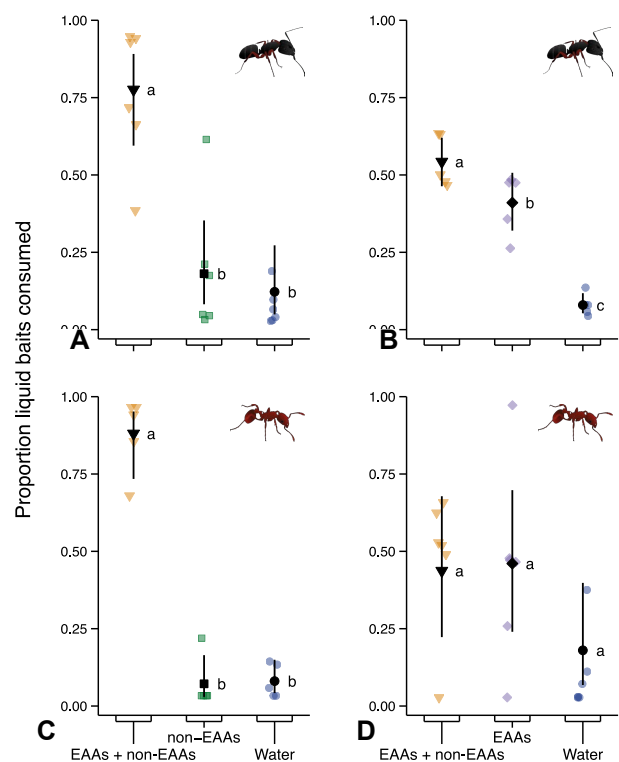 Proportion liquid baits consumed
1.00
0.75
0.50
0.25
0.00
a
b
b
A
1.00
0.75
0.50
0.25
0.00
a
b
c
B
1.00
0.75
0.50
0.25
0.00
a
b
b
C
non−EAAs
EAAs + non-EAAs
Water
1.00
0.75
0.50
0.25
0.00
a
a
a
D
EAAs
EAAs + non-EAAs
Water